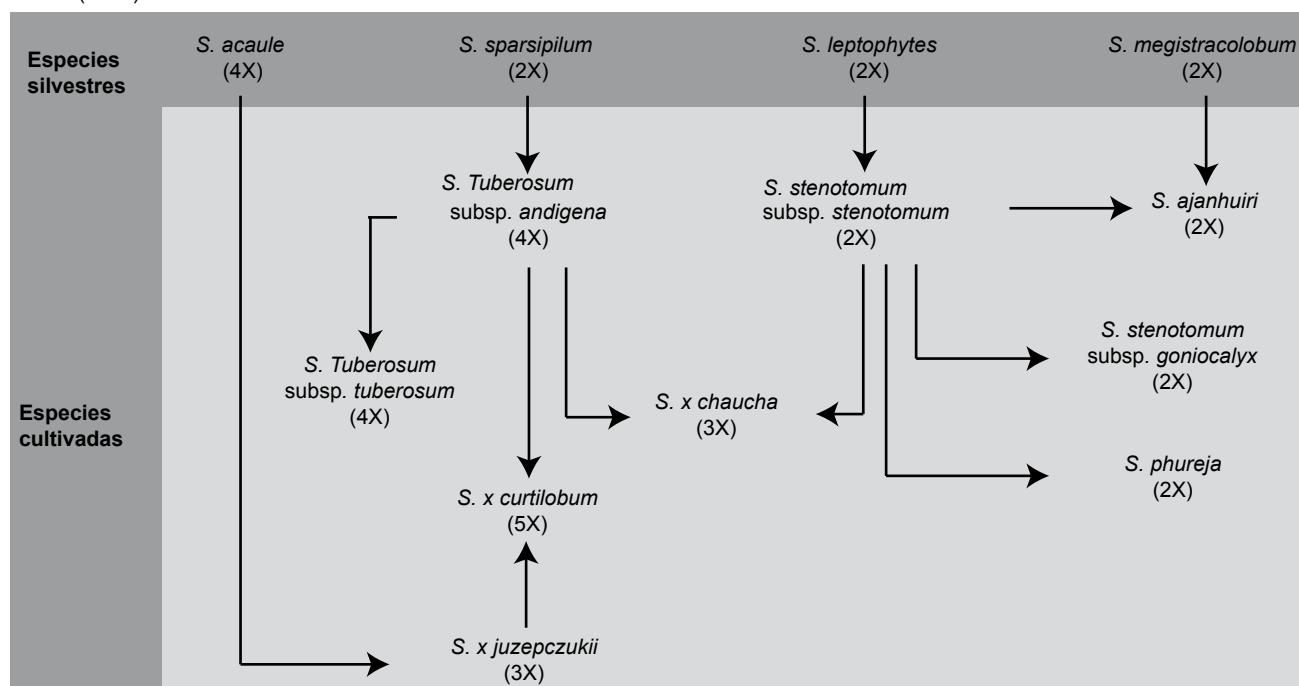 Especies
silvestres
S. acaule
(4X)
S. sparsipilum
(2X)
S. leptophytes
(2X)
S. megistracolobum
(2X)
S. Tuberosum
subsp. andigena
(4X)
S. stenotomum
subsp. stenotomum
(2X)
S. ajanhuiri
(2X)
S. Tuberosum
subsp. tuberosum
(4X)
S. x chaucha
(3X)
S. stenotomum
subsp. goniocalyx
(2X)
Especies
cultivadas
S. x curtilobum
(5X)
S. phureja
(2X)
S. x juzepczukii
(3X)